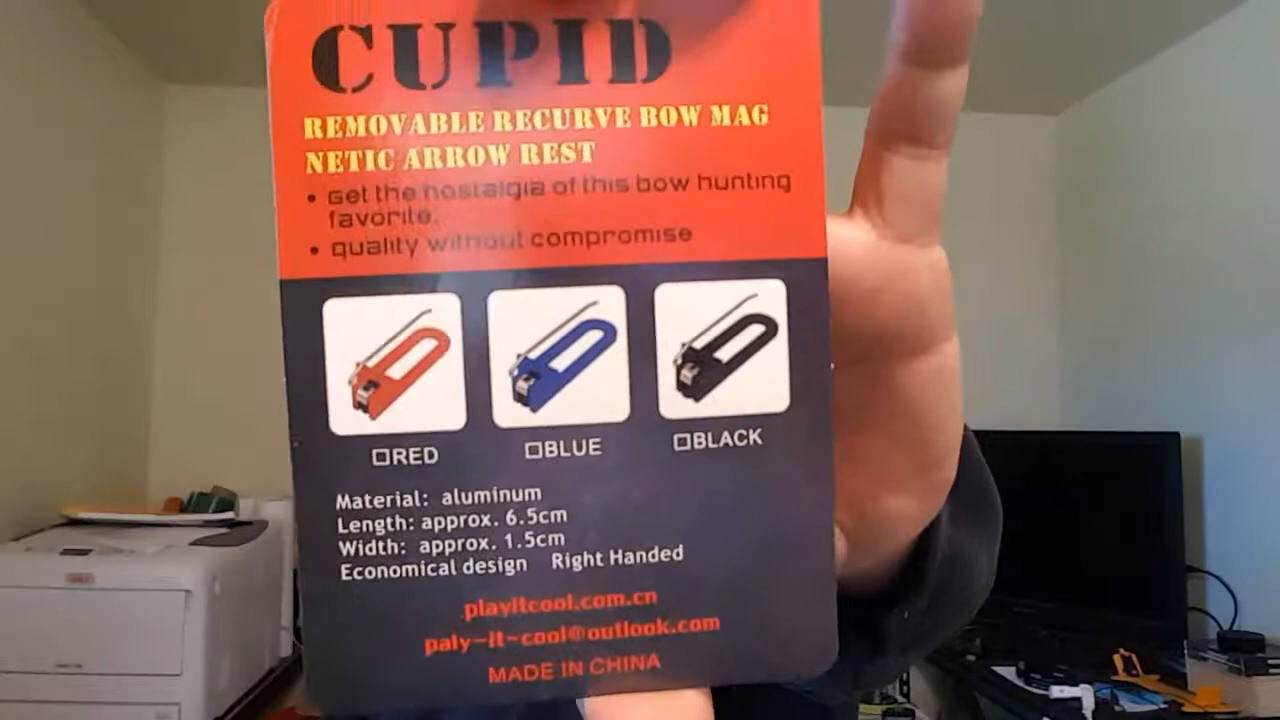 CUPID
REMOVABLE RECURVE BOW MAG
NETIC ARROW REST
• Get the nostalgia of this bow hunting
favorite.
• quality without compromise
□RED
□BLUE
□BLACK
Material: aluminum
Length: approx. 6.5cm
Width: approx. 1.5cm
Economical design Right Handed
playitcool.com.cn
paly-it-cool@outlook.com
MADE IN CHINA